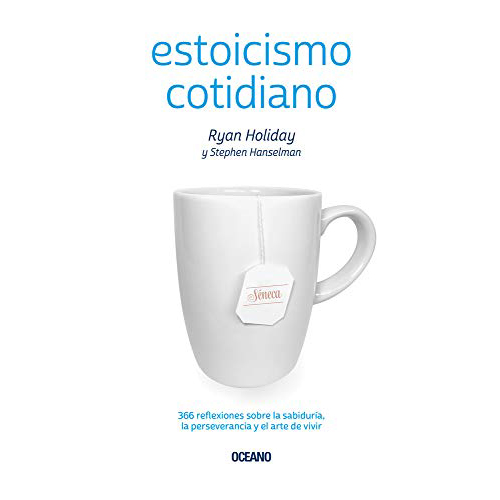 estoicismo
cotidiano
Ryan Holiday
y Stephen Hanselman
Séneca
366 reflexiones sobre la sabiduría,
la perseverancia y el arte de vivir
OCEANO